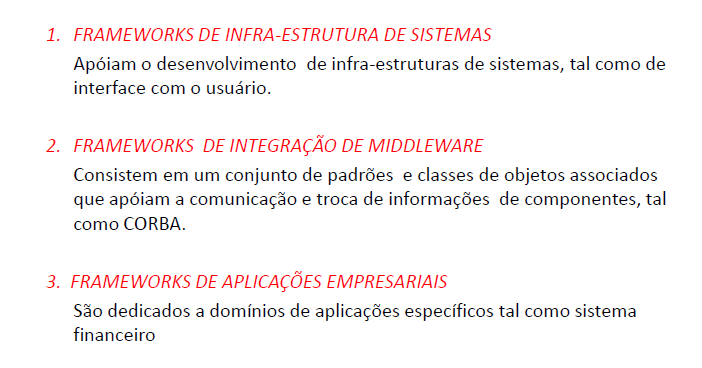 1. FRAMEWORKS DE INFRA-ESTRUTURA DE SISTEMAS
Apóiam o desenvolvimento de infra-estruturas de sistemas, tal como de
interface com o usuário.
2. FRAMEWORKS DE INTEGRAÇÃO DE MIDDLEWARE
Consistem em um conjunto de padrões e classes de objetos associados
que apóiam a comunicação e troca de informações de componentes, tal
como CORBA.
3. FRAMEWORKS DE APLICAÇÕES EMPRESARIAIS
São dedicados a domínios de aplicações específicos tal como sistema
financeiro